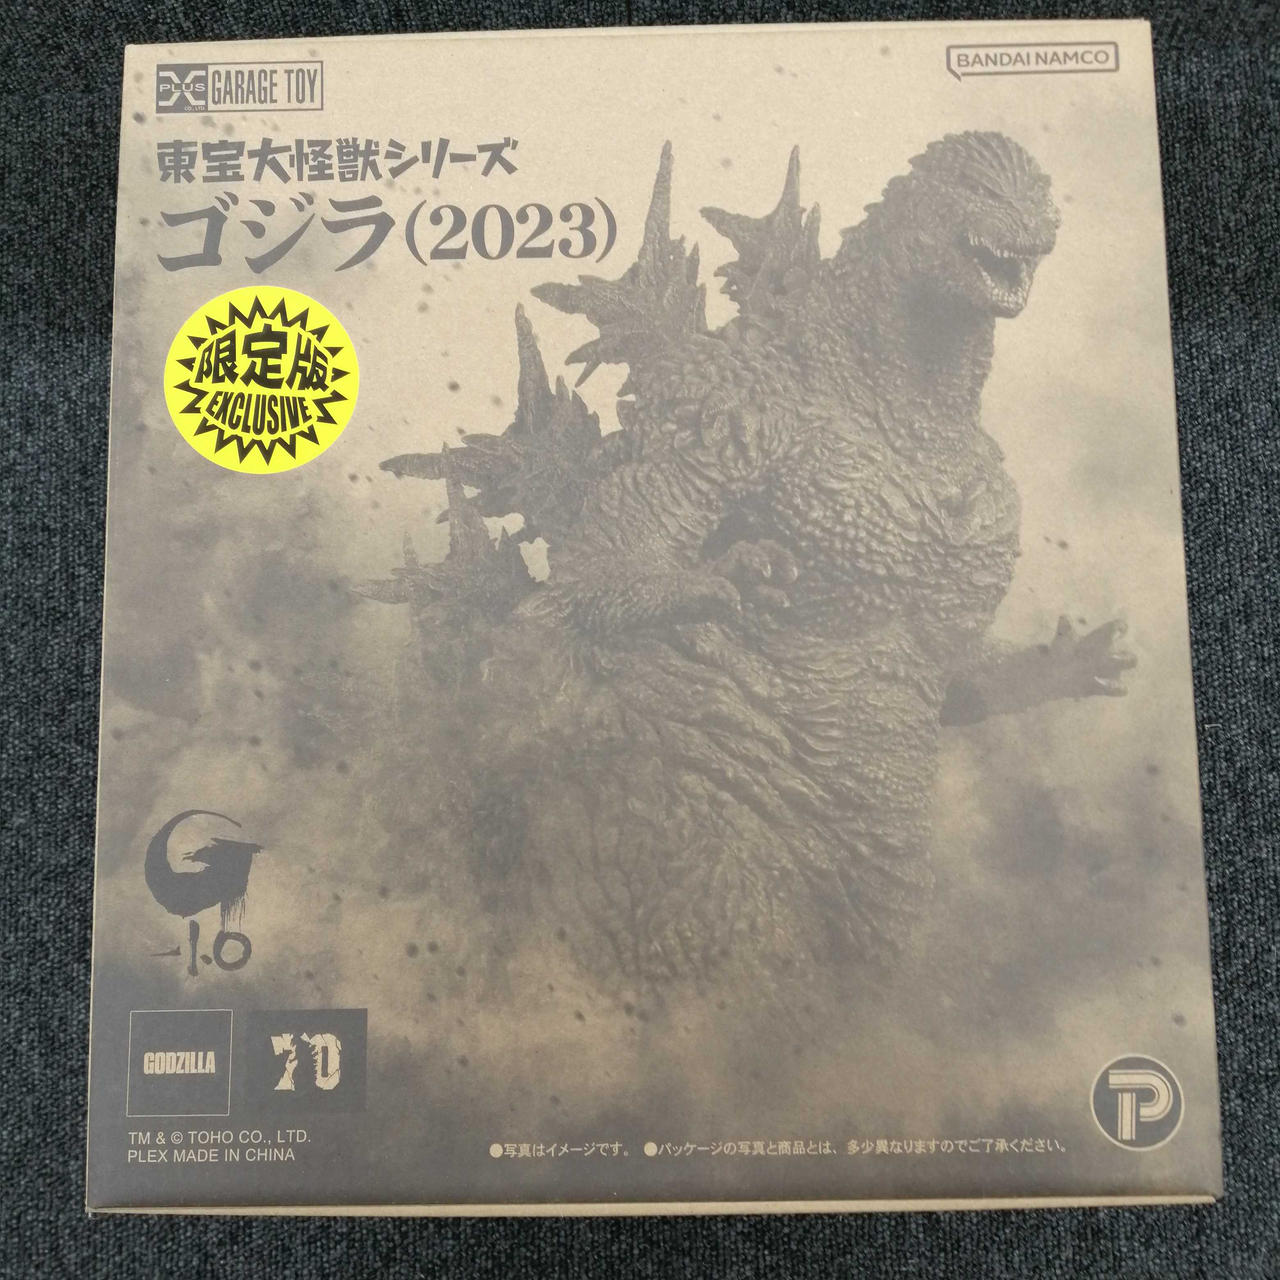 X PLUS CO., LTD. GARAGE TOY
BANDAI NAMCO
東宝大怪獣シリーズ
ゴジラ(2023)
限定版
EXCLUSIVE
G
-1.0
GODZILLA
70
TM & © TOHO CO., LTD.
PLEX MADE IN CHINA
●写真はイメージです。 ●パッケージの写真と商品とは、多少異なりますのでご了承ください。
P